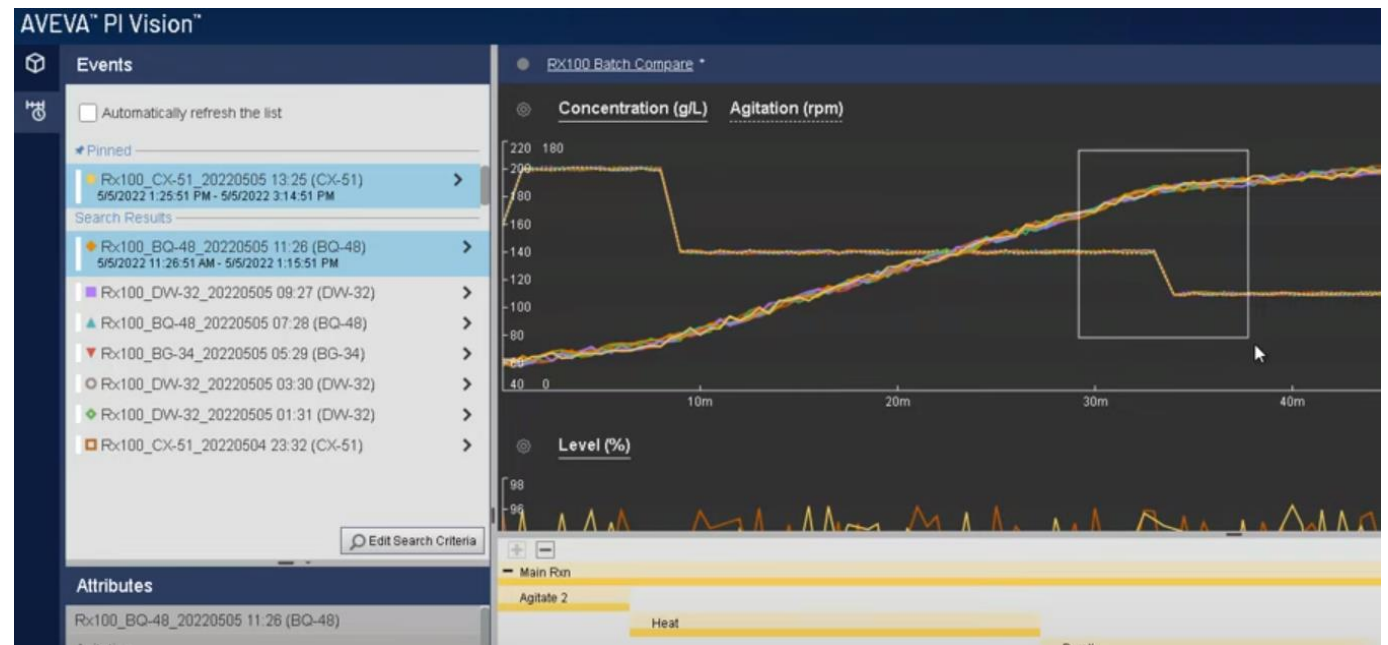 AVEVA™ PI Vision™
Events
Automatically refresh the list
Pinned
Rx100_CX-51_20220505 13:25 (CX-51)
5/5/2022 1:25:51 PM - 5/5/2022 3:14:51 PM
Search Results
Rx100_BQ-48_20220505 11:26 (BQ-48)
5/5/2022 11:26:51 AM - 5/5/2022 1:15:51 PM
Rx100_DW-32_20220505 09:27 (DW-32)
Rx100_BQ-48_20220505 07:28 (BQ-48)
Rx100_BG-34_20220505 05:29 (BG-34)
Rx100_DW-32_20220505 03:30 (DW-32)
Rx100_DW-32_20220505 01:31 (DW-32)
Rx100_CX-51_20220504 23:32 (CX-51)
Edit Search Criteria
Attributes
Rx100_BQ-48_20220505 11:26 (BQ-48)
RX100 Batch Compare *
Concentration (g/L) Agitation (rpm)
220 180
200
180
160
140
120
100
80
60
40 0
10m 20m 30m 40m
Level (%)
98
96
Main Rxn
Agitate 2
Heat